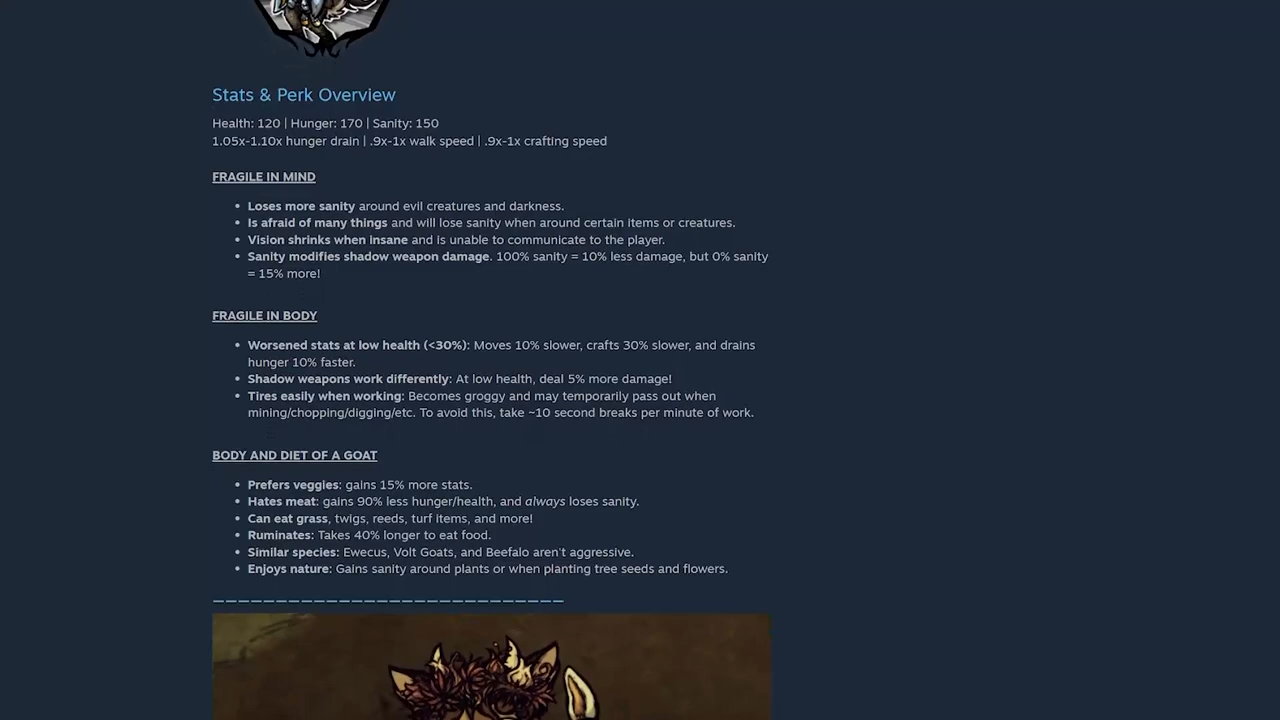 Stats & Perk Overview
Health: 120 | Hunger: 170 | Sanity: 150
1.05x-1.10x hunger drain | .9x-1x walk speed | .9x-1x crafting speed
FRAGILE IN MIND
• Loses more sanity around evil creatures and darkness.
• Is afraid of many things and will lose sanity when around certain items or creatures.
• Vision shrinks when insane and is unable to communicate to the player.
• Sanity modifies shadow weapon damage. 100% sanity = 10% less damage, but 0% sanity
= 15% more!
FRAGILE IN BODY
• Worsened stats at low health (<30%): Moves 10% slower, crafts 30% slower, and drains
hunger 10% faster.
• Shadow weapons work differently: At low health, deal 5% more damage!
• Tires easily when working: Becomes groggy and may temporarily pass out when
mining/chopping/digging/etc. To avoid this, take ~10 second breaks per minute of work.
BODY AND DIET OF A GOAT
• Prefers veggies: gains 15% more stats.
• Hates meat: gains 90% less hunger/health, and always loses sanity.
• Can eat grass, twigs, reeds, turf items, and more!
• Ruminates: Takes 40% longer to eat food.
• Similar species: Ewecus, Volt Goats, and Beefalo aren't aggressive.
• Enjoys nature: Gains sanity around plants or when planting tree seeds and flowers.